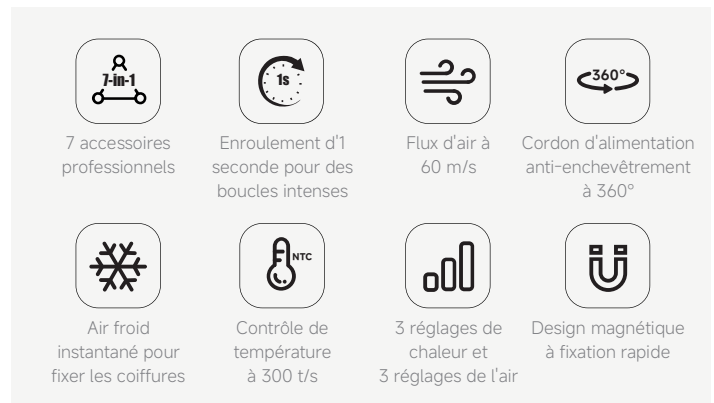 7-in-1
7 accessoires
professionnels
1s
Enroulement d'1
seconde pour des
boucles intenses
Flux d'air à
60 m/s
360°
Cordon d'alimentation
anti-enchevêtrement
à 360°
Air froid
instantané pour
fixer les coiffures
NTC
Contrôle de
température
à 300 t/s
3 réglages de
chaleur et
3 réglages de l'air
Design magnétique
à fixation rapide